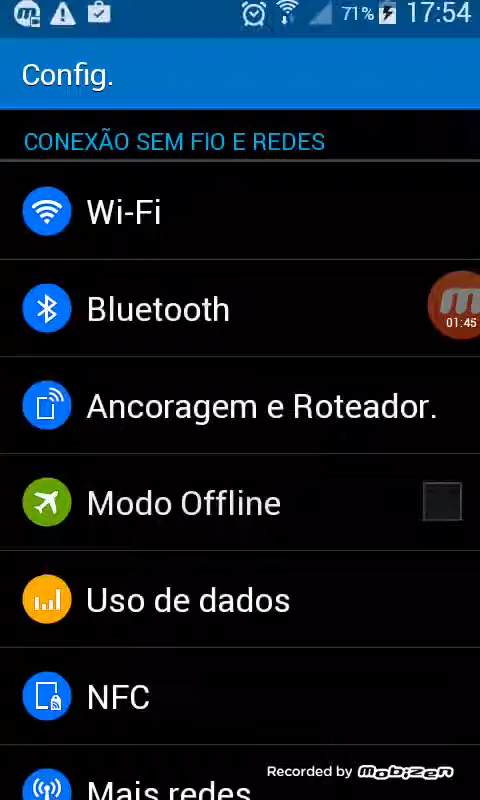 71% 17:54
Config.
CONEXÃO SEM FIO E REDES
Wi-Fi
Bluetooth
01:45
Ancoragem e Roteador.
Modo Offline
Uso de dados
NFC
Recorded by mobizen
Mais redes